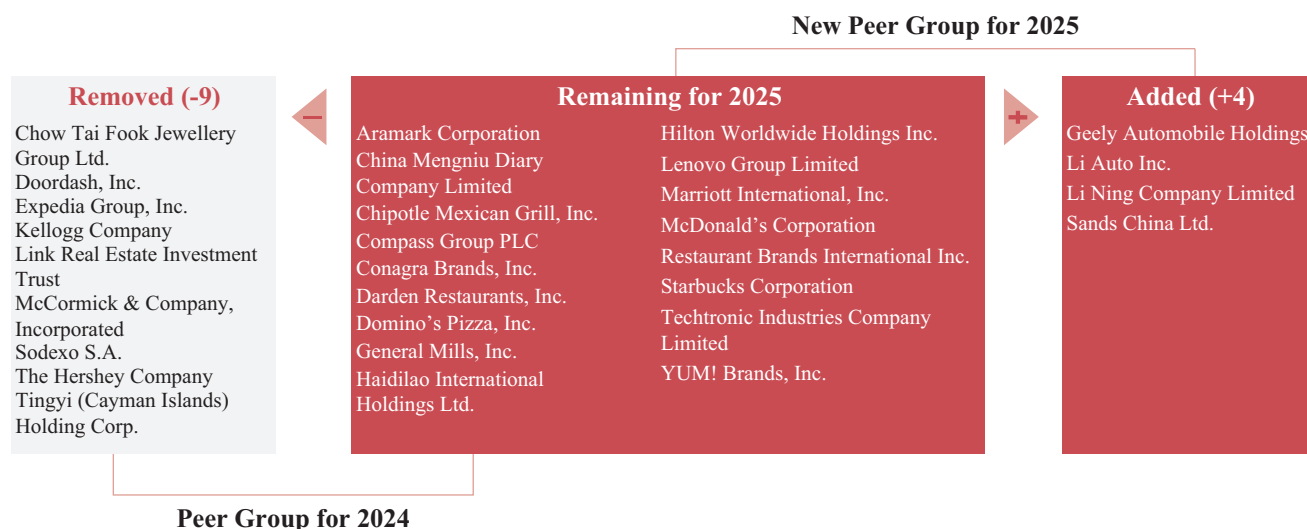 New Peer Group for 2025
Removed (-9)
Chow Tai Fook Jewellery
Group Ltd.
Doordash, Inc.
Expedia Group, Inc.
Kellogg Company
Link Real Estate Investment
Trust
McCormick & Company,
Incorporated
Sodexo S.A.
The Hershey Company
Tingyi (Cayman Islands)
Holding Corp.
−
Remaining for 2025
Aramark Corporation
China Mengniu Diary
Company Limited
Chipotle Mexican Grill, Inc.
Compass Group PLC
Conagra Brands, Inc.
Darden Restaurants, Inc.
Domino’s Pizza, Inc.
General Mills, Inc.
Haidilao International
Holdings Ltd.
Hilton Worldwide Holdings Inc.
Lenovo Group Limited
Marriott International, Inc.
McDonald’s Corporation
Restaurant Brands International Inc.
Starbucks Corporation
Techtronic Industries Company
Limited
YUM! Brands, Inc.
+
Added (+4)
Geely Automobile Holdings
Li Auto Inc.
Li Ning Company Limited
Sands China Ltd.
Peer Group for 2024